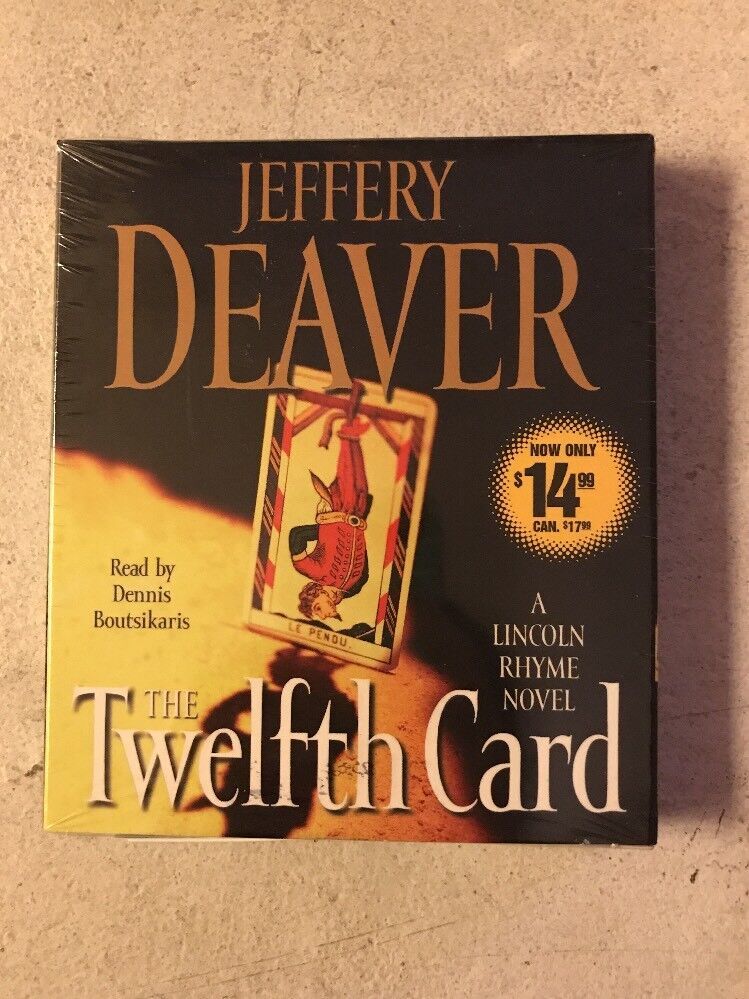 JEFFERY
DEAVER
NOW ONLY
$14.99
CAN. $17.99
LE PENDU.
Read by
Dennis
Boutsikaris
A
LINCOLN
RHYME
NOVEL
THE
Twelfth Card